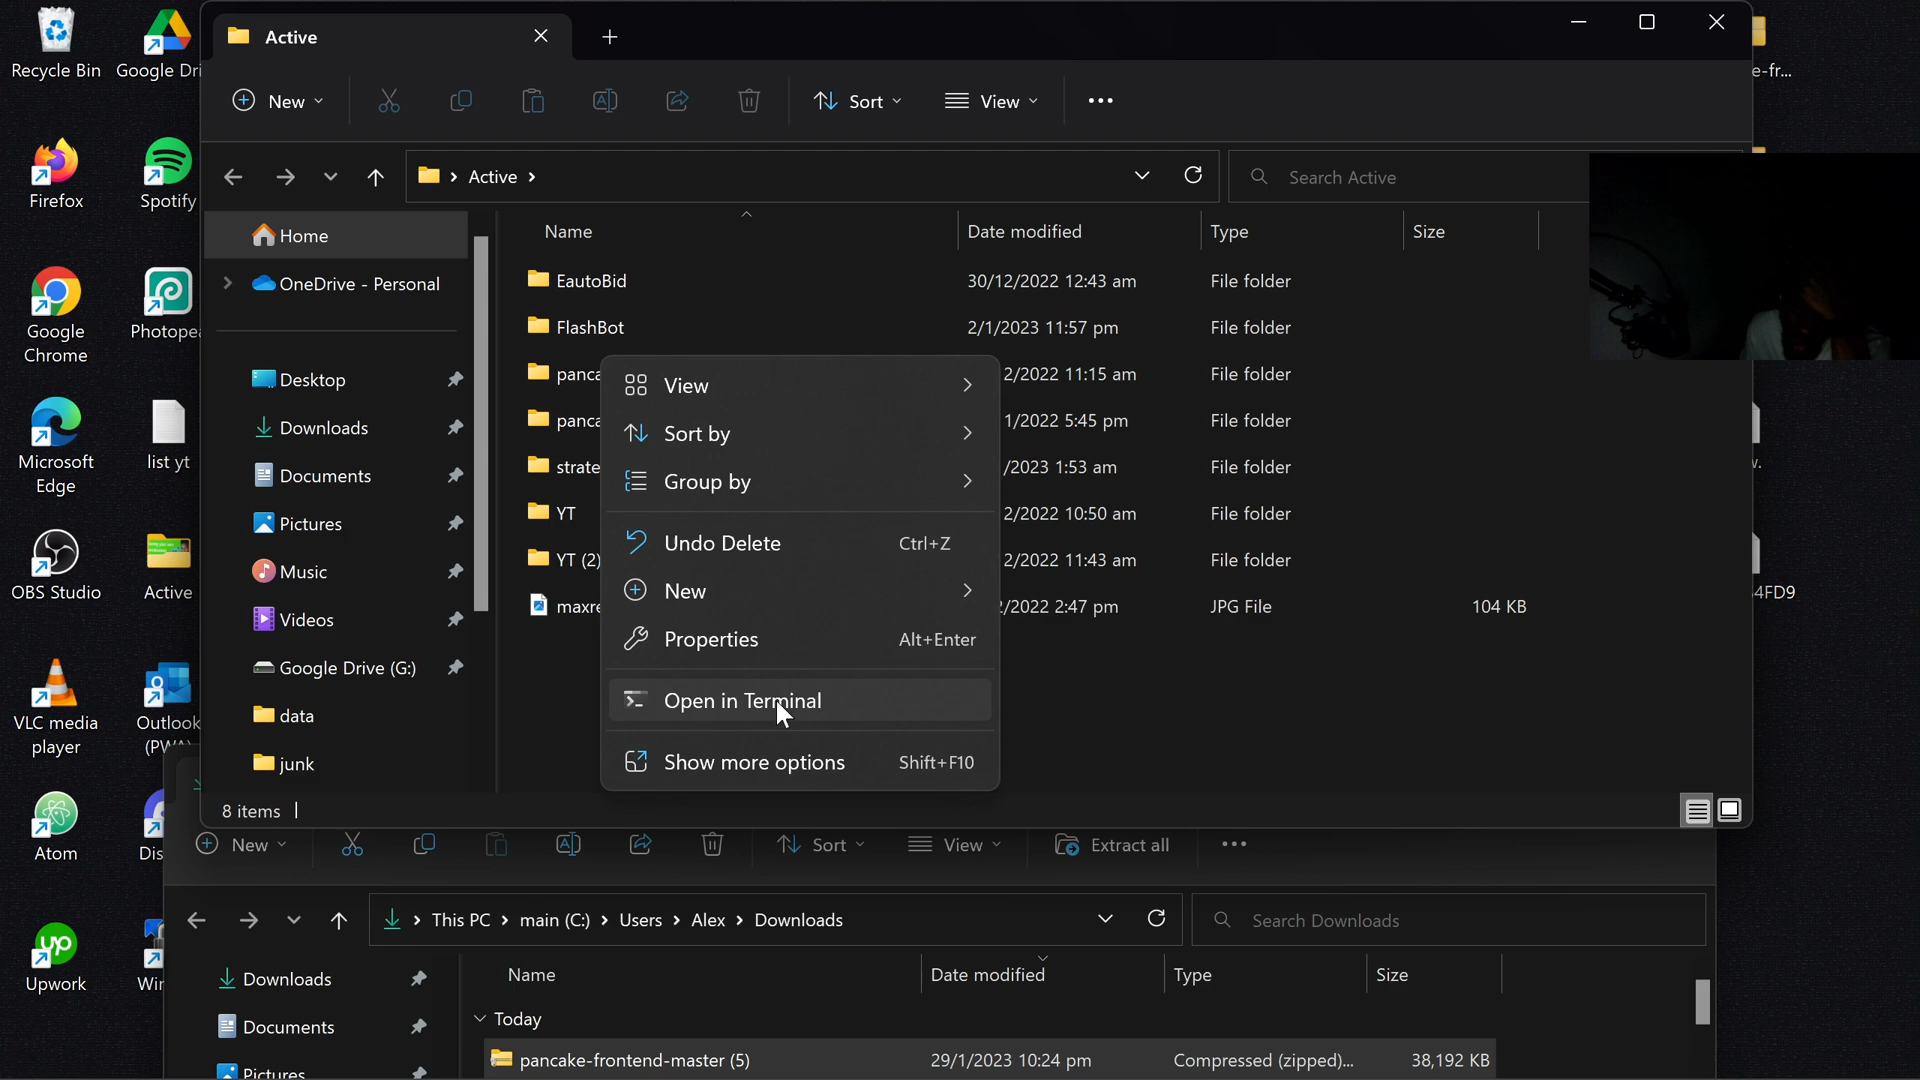 Recycle Bin
Google Dri
Firefox
Spotify
Google
Chrome
Photopea
Microsoft
Edge
list yt
OBS Studio
Active
VLC media
player
Outlook
(PWA)
Atom
Dis
Upwork
Win
Active
New
Sort
View
Active
Search Active
Home
OneDrive - Personal
Desktop
Downloads
Documents
Pictures
Music
Videos
Google Drive (G:)
data
junk
Name Date modified Type Size
EautoBid 30/12/2022 12:43 am File folder
FlashBot 2/1/2023 11:57 pm File folder
panca 2/2022 11:15 am File folder
panca 1/2022 5:45 pm File folder
strate /2023 1:53 am File folder
YT 2/2022 10:50 am File folder
YT (2) 2/2022 11:43 am File folder
maxre /2022 2:47 pm JPG File 104 KB
View
Sort by
Group by
Undo Delete Ctrl+Z
New
Properties Alt+Enter
Open in Terminal
Show more options Shift+F10
8 items
e-fr...
4FD9
New
Sort
View
Extract all
This PC main (C:) Users Alex Downloads
Search Downloads
Downloads
Documents
Pictures
Name Date modified Type Size
Today
pancake-frontend-master (5) 29/1/2023 10:24 pm Compressed (zipped)... 38,192 KB